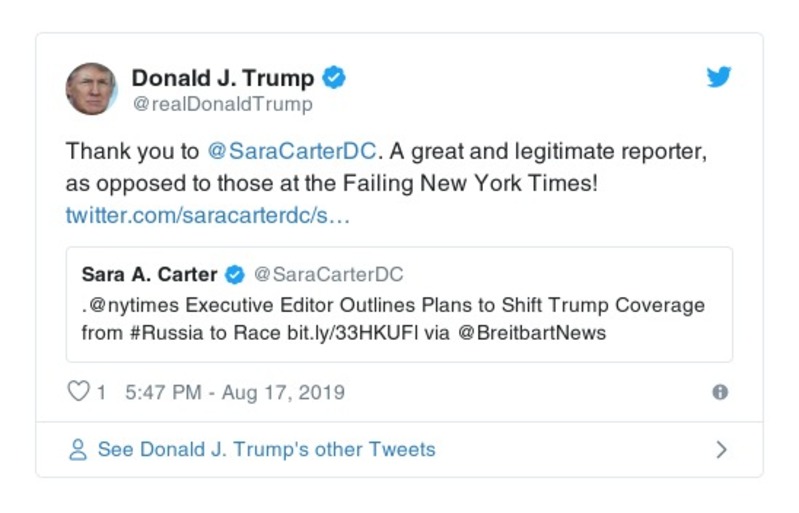 Donald J. Trump
@realDonaldTrump
Thank you to @SaraCarterDC. A great and legitimate reporter,
as opposed to those at the Failing New York Times!
twitter.com/saracarterdc/s…
Sara A. Carter @SaraCarterDC
.@nytimes Executive Editor Outlines Plans to Shift Trump Coverage
from #Russia to Race bit.ly/33HKUFl via @BreitbartNews
1 5:47 PM - Aug 17, 2019
See Donald J. Trump's other Tweets